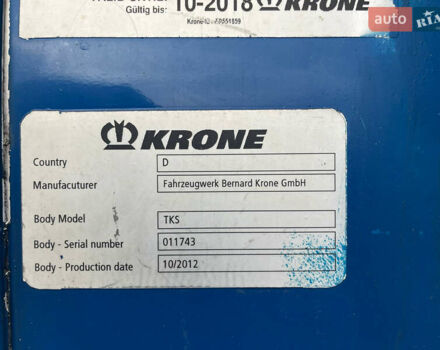 Gültig bis: 10-2018 KRONE
auto RIA
KRONE
Country D
Manufacuturer Fahrzeugwerk Bernard Krone GmbH
Body Model TKS
Body - Serial number 011743
Body - Production date 10/2012